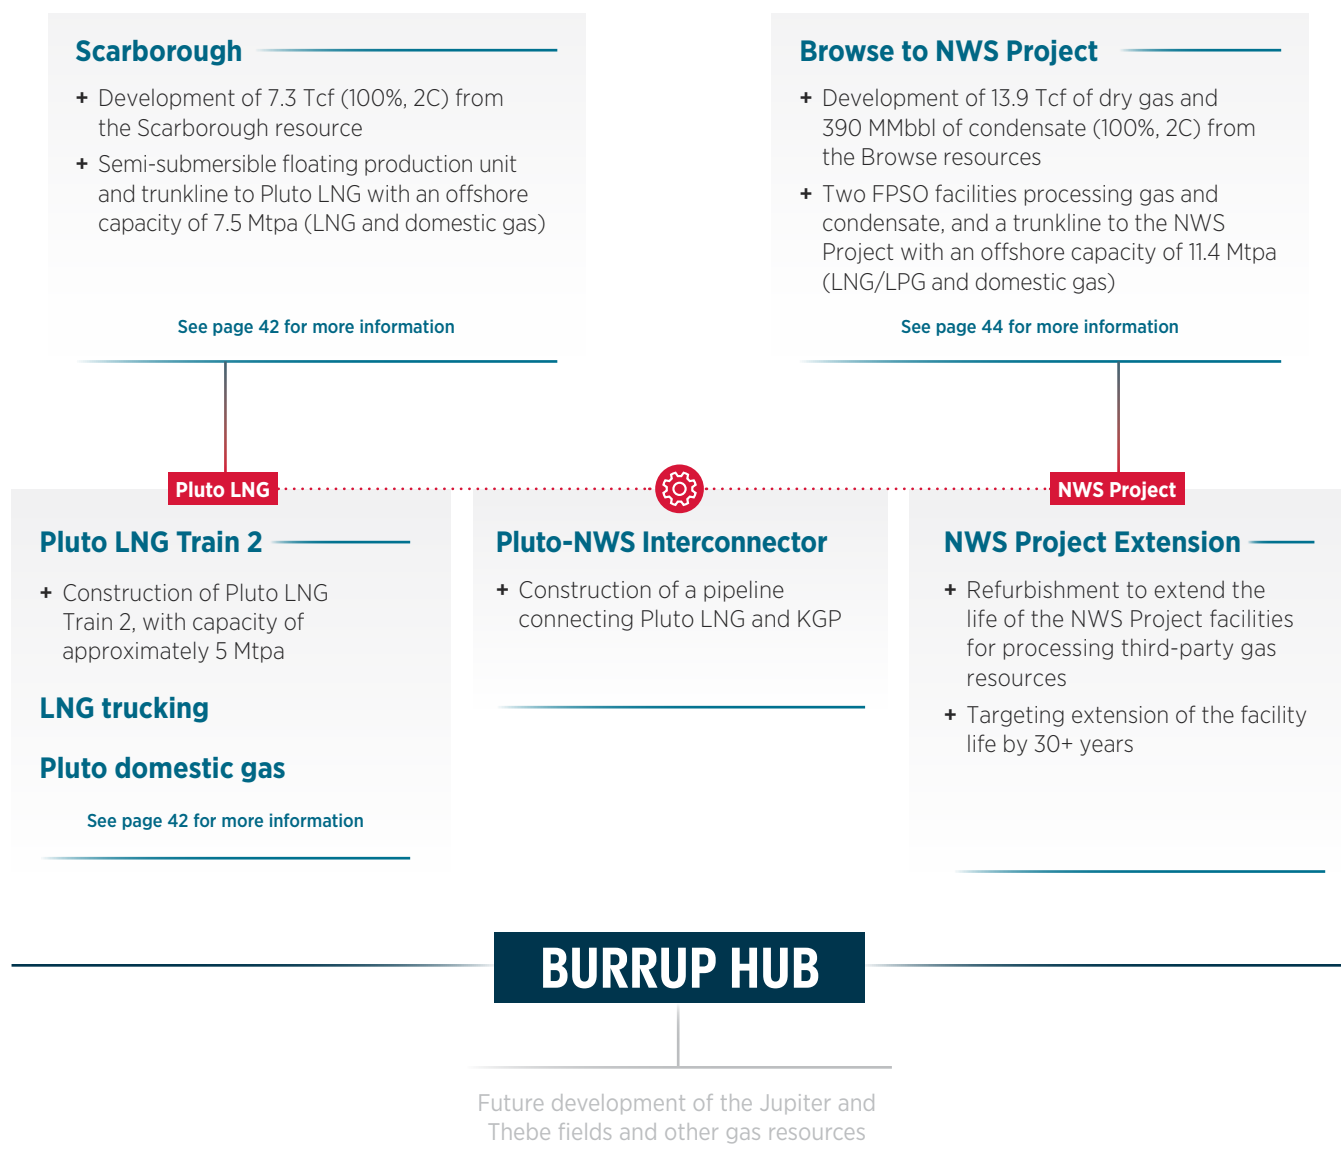 Scarborough
+ Development of 7.3 Tcf (100%, 2C) from
the Scarborough resource
+ Semi-submersible floating production unit
and trunkline to Pluto LNG with an offshore
capacity of 7.5 Mtpa (LNG and domestic gas)
See page 42 for more information
Browse to NWS Project
+ Development of 13.9 Tcf of dry gas and
390 MMbbl of condensate (100%, 2C) from
the Browse resources
+ Two FPSO facilities processing gas and
condensate, and a trunkline to the NWS
Project with an offshore capacity of 11.4 Mtpa
(LNG/LPG and domestic gas)
See page 44 for more information
Pluto LNG
NWS Project
Pluto LNG Train 2
+ Construction of Pluto LNG
Train 2, with capacity of
approximately 5 Mtpa
LNG trucking
Pluto domestic gas
See page 42 for more information
Pluto-NWS Interconnector
+ Construction of a pipeline
connecting Pluto LNG and KGP
NWS Project Extension
+ Refurbishment to extend the
life of the NWS Project facilities
for processing third-party gas
resources
+ Targeting extension of the facility
life by 30+ years
BURRUP HUB
Future development of the Jupiter and
Thebe fields and other gas resources